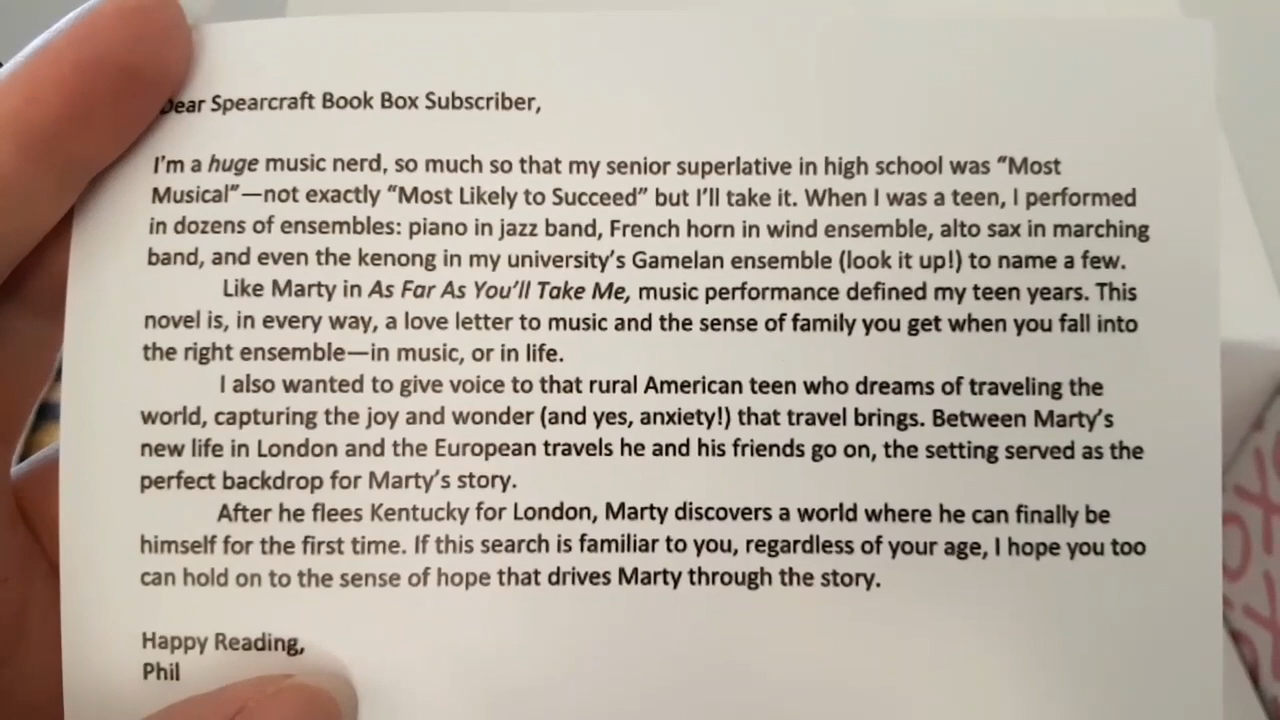 Dear Spearcraft Book Box Subscriber,
I'm a huge music nerd, so much so that my senior superlative in high school was “Most
Musical”—not exactly “Most Likely to Succeed” but I'll take it. When I was a teen, I performed
in dozens of ensembles: piano in jazz band, French horn in wind ensemble, alto sax in marching
band, and even the kenong in my university's Gamelan ensemble (look it up!) to name a few.
Like Marty in As Far As You'll Take Me, music performance defined my teen years. This
novel is, in every way, a love letter to music and the sense of family you get when you fall into
the right ensemble—in music, or in life.
I also wanted to give voice to that rural American teen who dreams of traveling the
world, capturing the joy and wonder (and yes, anxiety!) that travel brings. Between Marty's
new life in London and the European travels he and his friends go on, the setting served as the
perfect backdrop for Marty's story.
After he flees Kentucky for London, Marty discovers a world where he can finally be
himself for the first time. If this search is familiar to you, regardless of your age, I hope you too
can hold on to the sense of hope that drives Marty through the story.
Happy Reading,
Phil